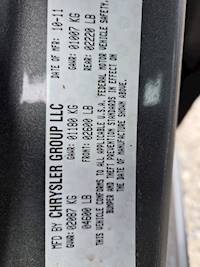 MFD BY CHRYSLER GROUP LLC DATE OF MFR: 10-11
GVWR: 02087 KG GAWR: 01180 KG GAWR: 01007 KG
04600 LB FRONT: 02600 LB REAR: 02220 LB
THIS VEHICLE CONFORMS TO ALL APPLICABLE U.S.A. FEDERAL MOTOR VEHICLE SAFETY,
BUMPER AND THEFT PREVENTION STANDARDS IN EFFECT ON
THE DATE OF MANUFACTURE SHOWN ABOVE.